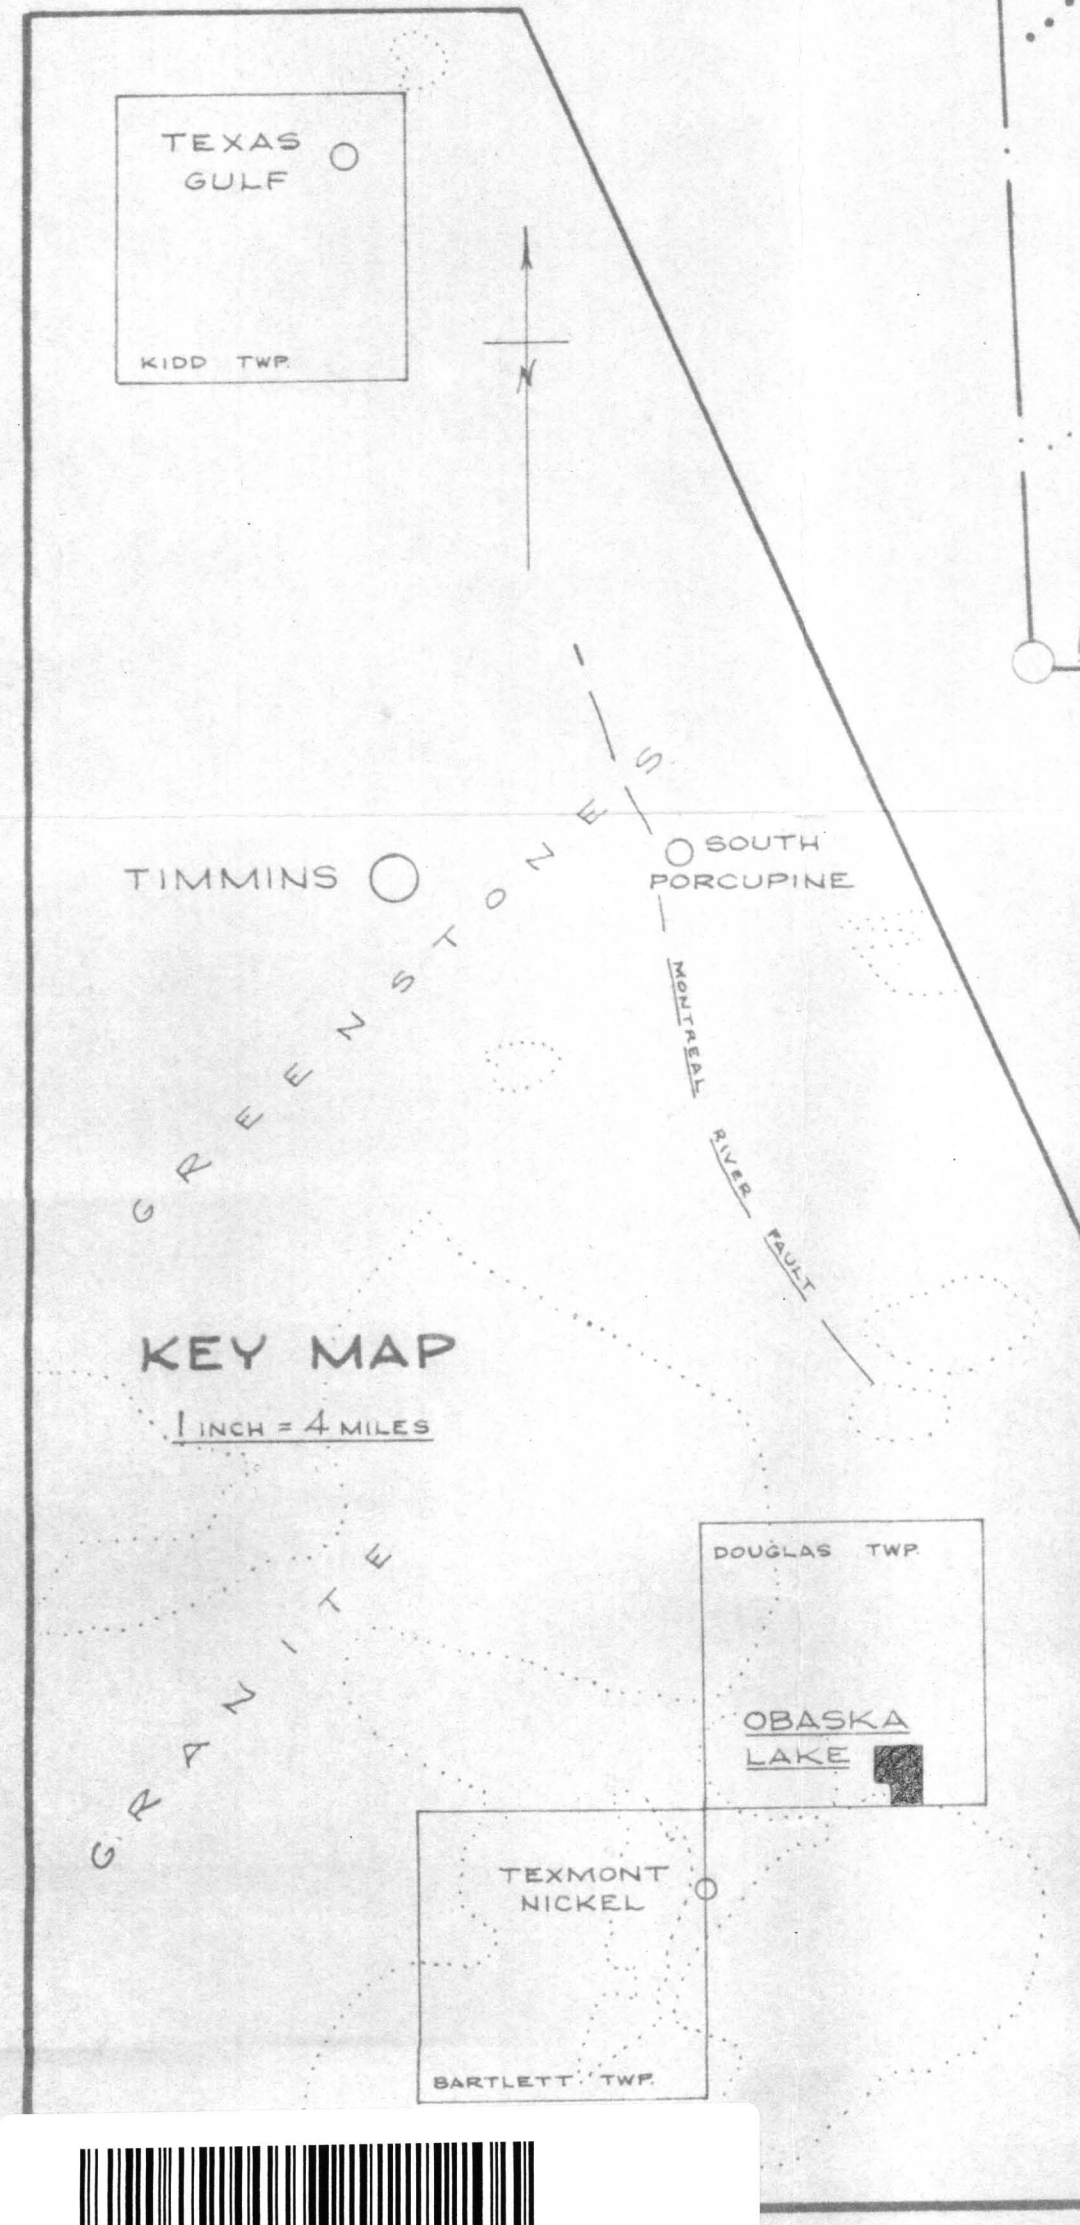 TEXAS
GULF
KIDD TWP.
N
TIMMINS
SOUTH
PORCUPINE
GREENSTONES
MONTREAL RIVER FAULT
KEY MAP
1 INCH = 4 MILES
GRANITE
DOUGLAS TWP.
OBASKA
LAKE
TEXMONT
NICKEL
BARTLETT TWP.